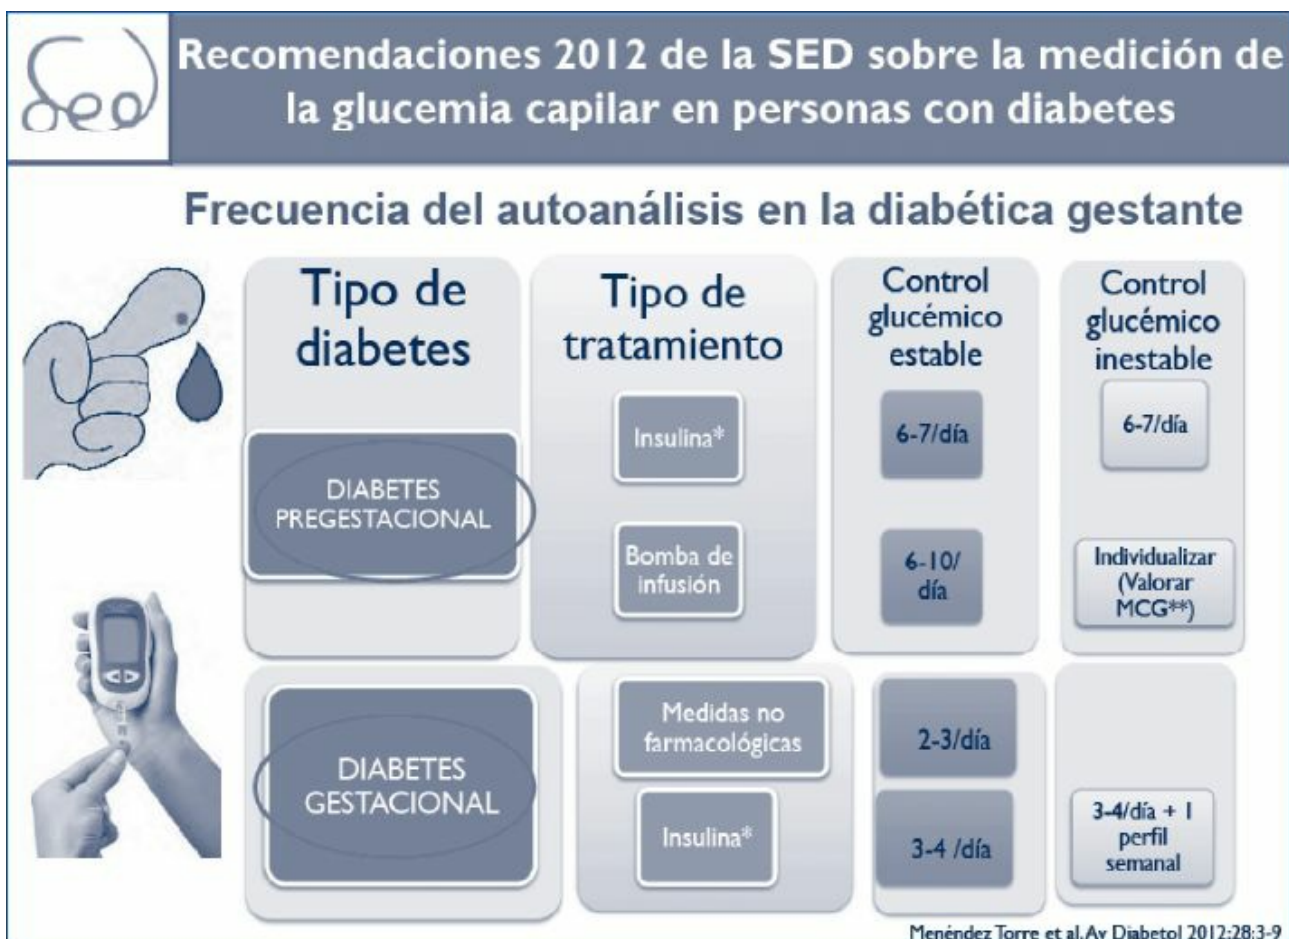 Sed
Recomendaciones 2012 de la SED sobre la medición de
la glucemia capilar en personas con diabetes
Frecuencia del autoanálisis en la diabética gestante
Tipo de
diabetes
Tipo de
tratamiento
Control
glucémico
estable
Control
glucémico
inestable
DIABETES
PREGESTACIONAL
Insulina*
6-7/día
6-7/día
Bomba de
infusión
6-10/
día
Individualizar
(Valorar
MCG**)
DIABETES
GESTACIONAL
Medidas no
farmacológicas
2-3/día
Insulina*
3-4 /día
3-4/día + 1
perfil
semanal
Menéndez Torre et al. Av Diabetol 2012;28:3-9